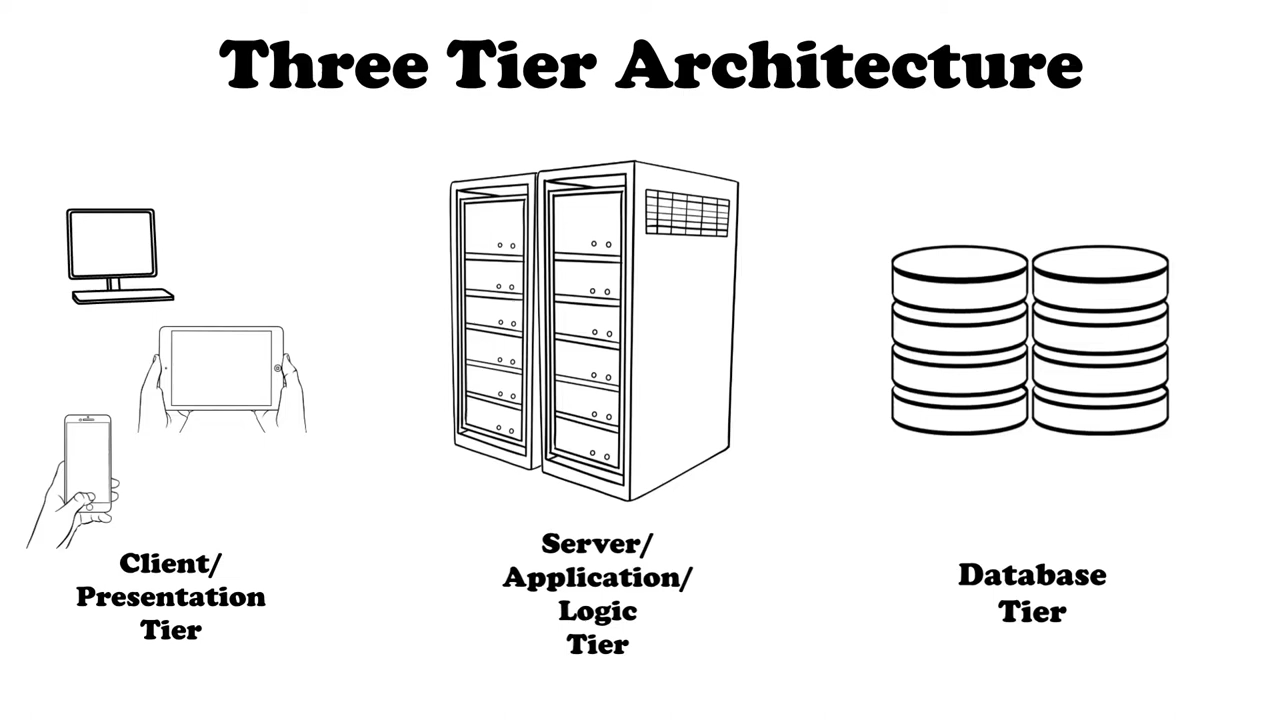 Three Tier Architecture
Client/
Presentation
Tier
Server/
Application/
Logic
Tier
Database
Tier